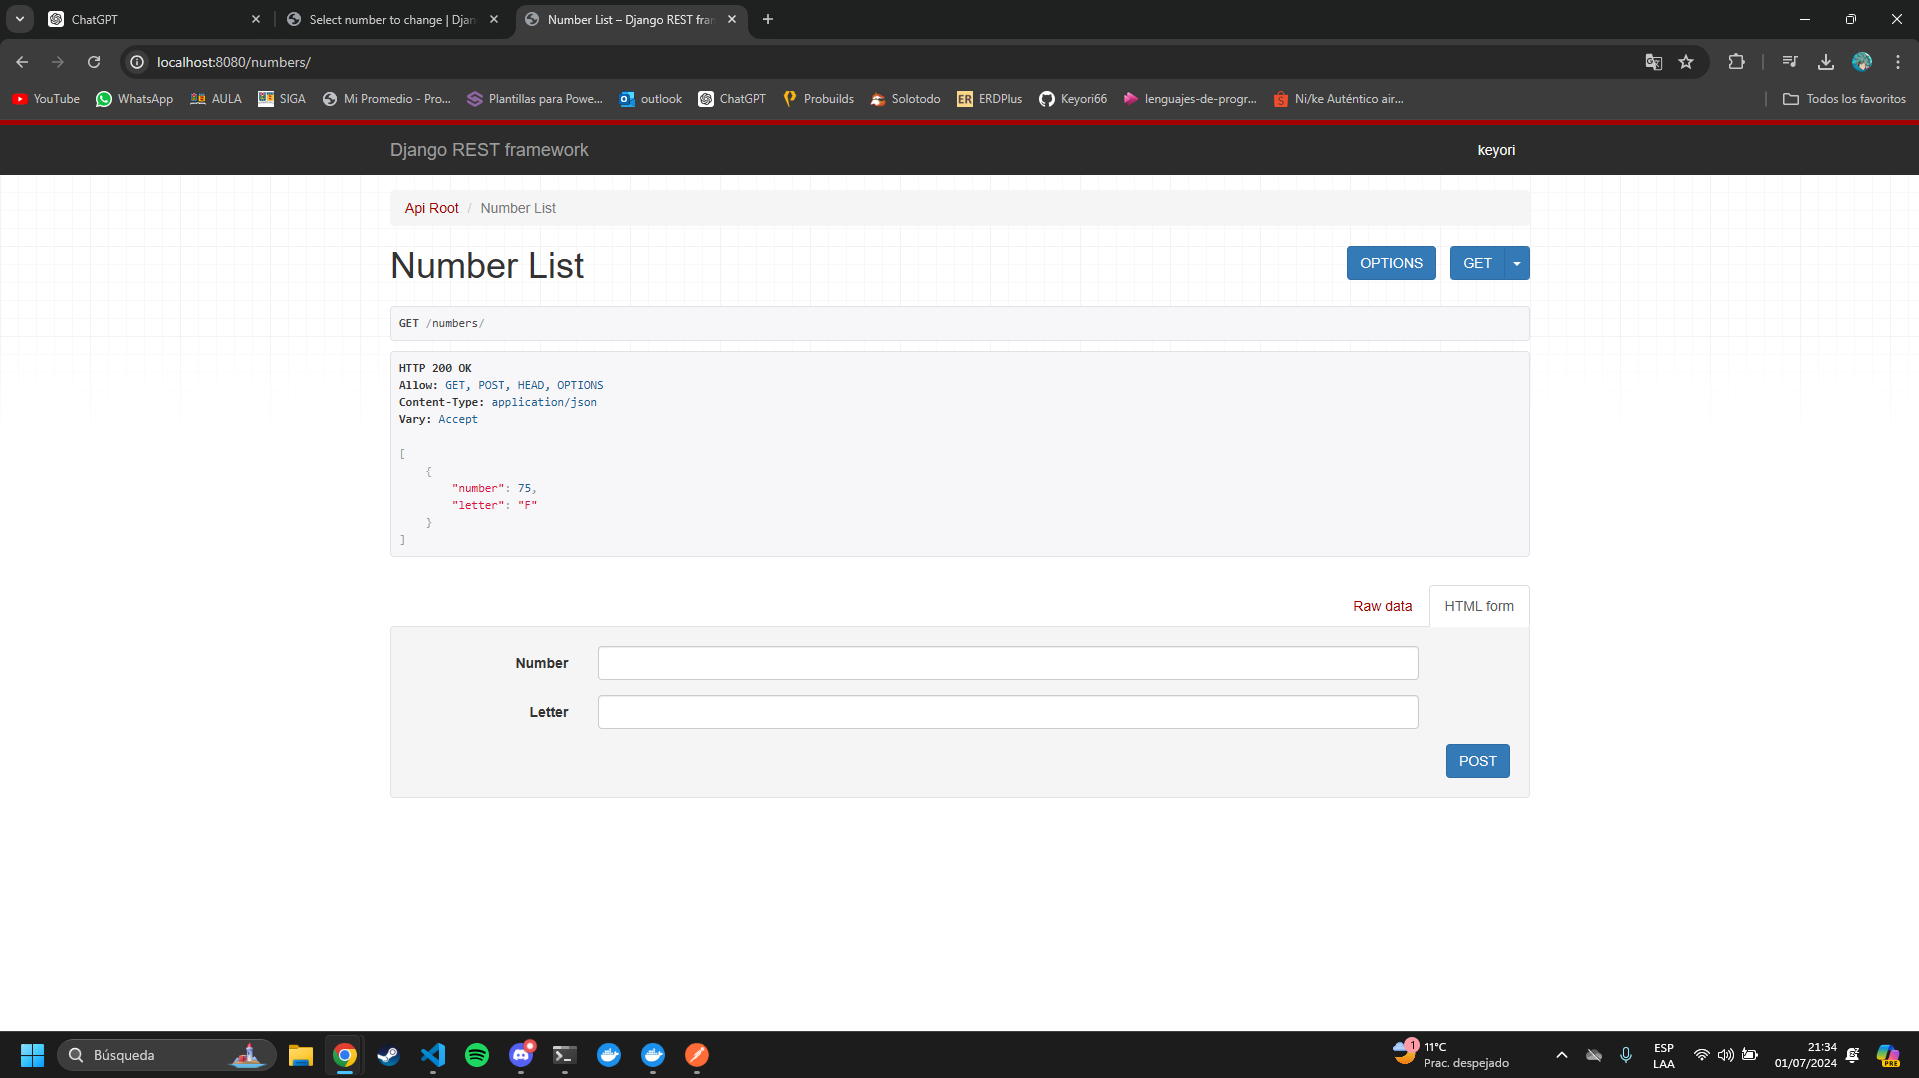 ChatGPT
Select number to change | Djan
Number List – Django REST fran
localhost:8080/numbers/
YouTube
WhatsApp
AULA
SIGA
Mi Promedio - Pro...
Plantillas para Powe...
outlook
ChatGPT
Probuilds
Solotodo
ER ERDPlus
Keyori66
lenguajes-de-progr...
Ni/ke Auténtico air...
Todos los favoritos
Django REST framework
keyori
Api Root / Number List
Number List
OPTIONS
GET
GET /numbers/
HTTP 200 OK
Allow: GET, POST, HEAD, OPTIONS
Content-Type: application/json
Vary: Accept
[
{
"number": 75,
"letter": "F"
}
]
Raw data
HTML form
Number
Letter
POST
Búsqueda
1
11°C
Prac. despejado
ESP
LAA
21:34
01/07/2024
PRE